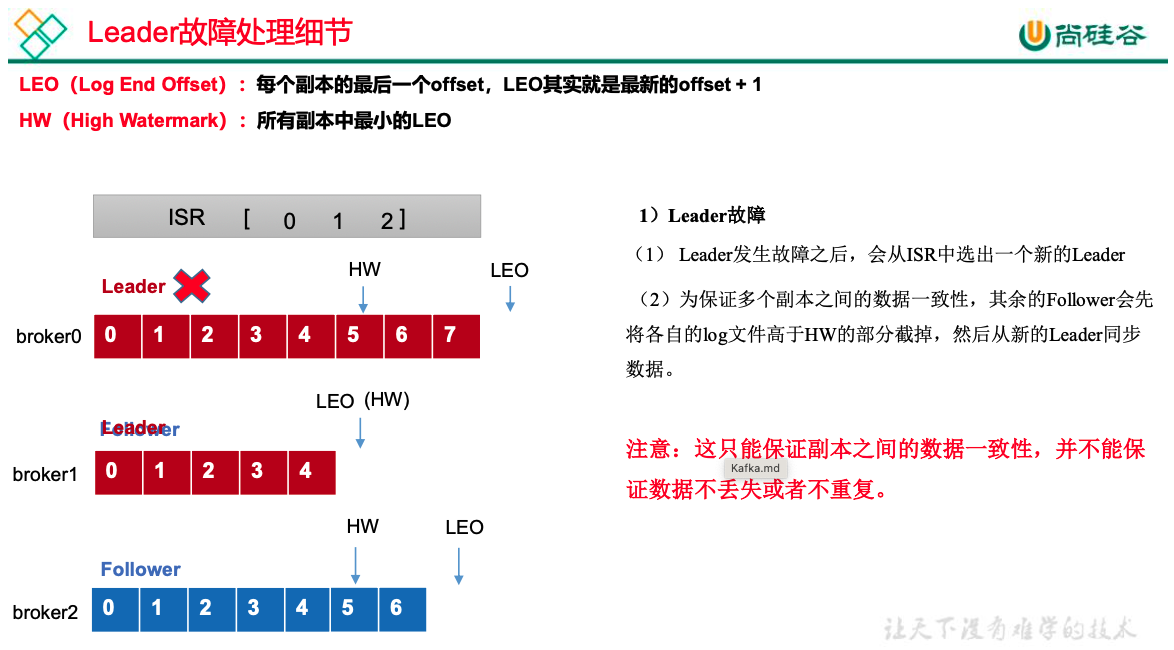 Leader故障处理细节
尚硅谷
LEO（Log End Offset）：每个副本的最后一个offset，LEO其实就是最新的offset + 1
HW（High Watermark）：所有副本中最小的LEO
ISR [ 0 1 2 ]
Leader
HW
LEO
broker0
0 1 2 3 4 5 6 7
LEO（HW）
Leader
Follower
broker1
0 1 2 3 4
HW
LEO
Follower
broker2
0 1 2 3 4 5 6
1）Leader故障
（1） Leader发生故障之后，会从ISR中选出一个新的Leader
（2）为保证多个副本之间的数据一致性，其余的Follower会先
将各自的log文件高于HW的部分截掉，然后从新的Leader同步
数据。
注意：这只能保证副本之间的数据一致性，并不能保
Kafka.md
证数据不丢失或者不重复。
让天下没有难学的技术